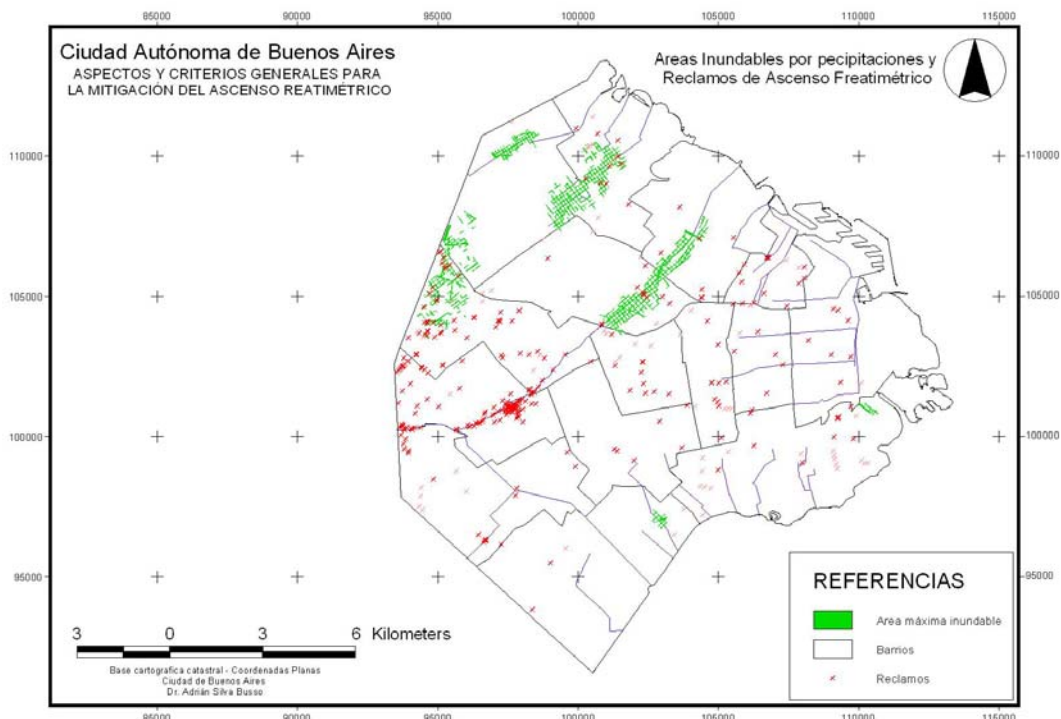 85000 90000 95000 100000 105000 110000 115000
Ciudad Autónoma de Buenos Aires
ASPECTOS Y CRITERIOS GENERALES PARA
LA MITIGACIÓN DEL ASCENSO REATIMÉTRICO
Areas Inundables por pecipitaciones y
Reclamos de Ascenso Freatimétrico
110000 110000
105000 105000
100000 100000
95000 95000
REFERENCIAS
Area máxima inundable
Barrios
Reclamos
3 0 3 6 Kilometers
Base cartografica catastral - Coordenadas Planas
Ciudad de Buenos Aires
Dr. Adrián Silva Busso
85000 90000 95000 100000 105000 110000 115000